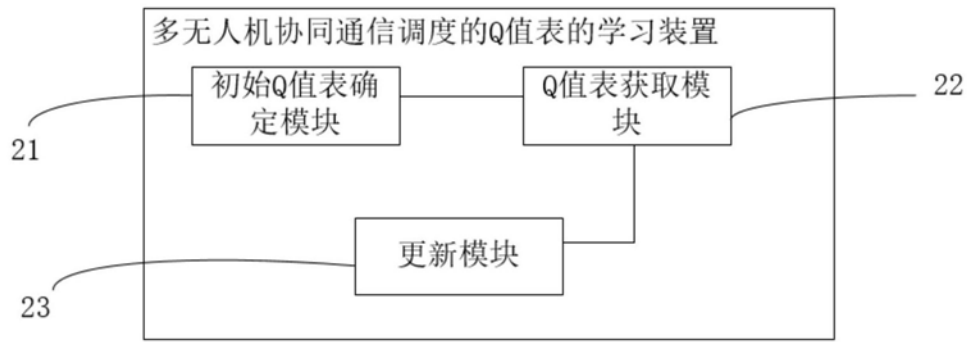 多无人机协同通信调度的Q值表的学习装置
初始Q值表确
定模块
Q值表获取模
块
22
21
更新模块
23